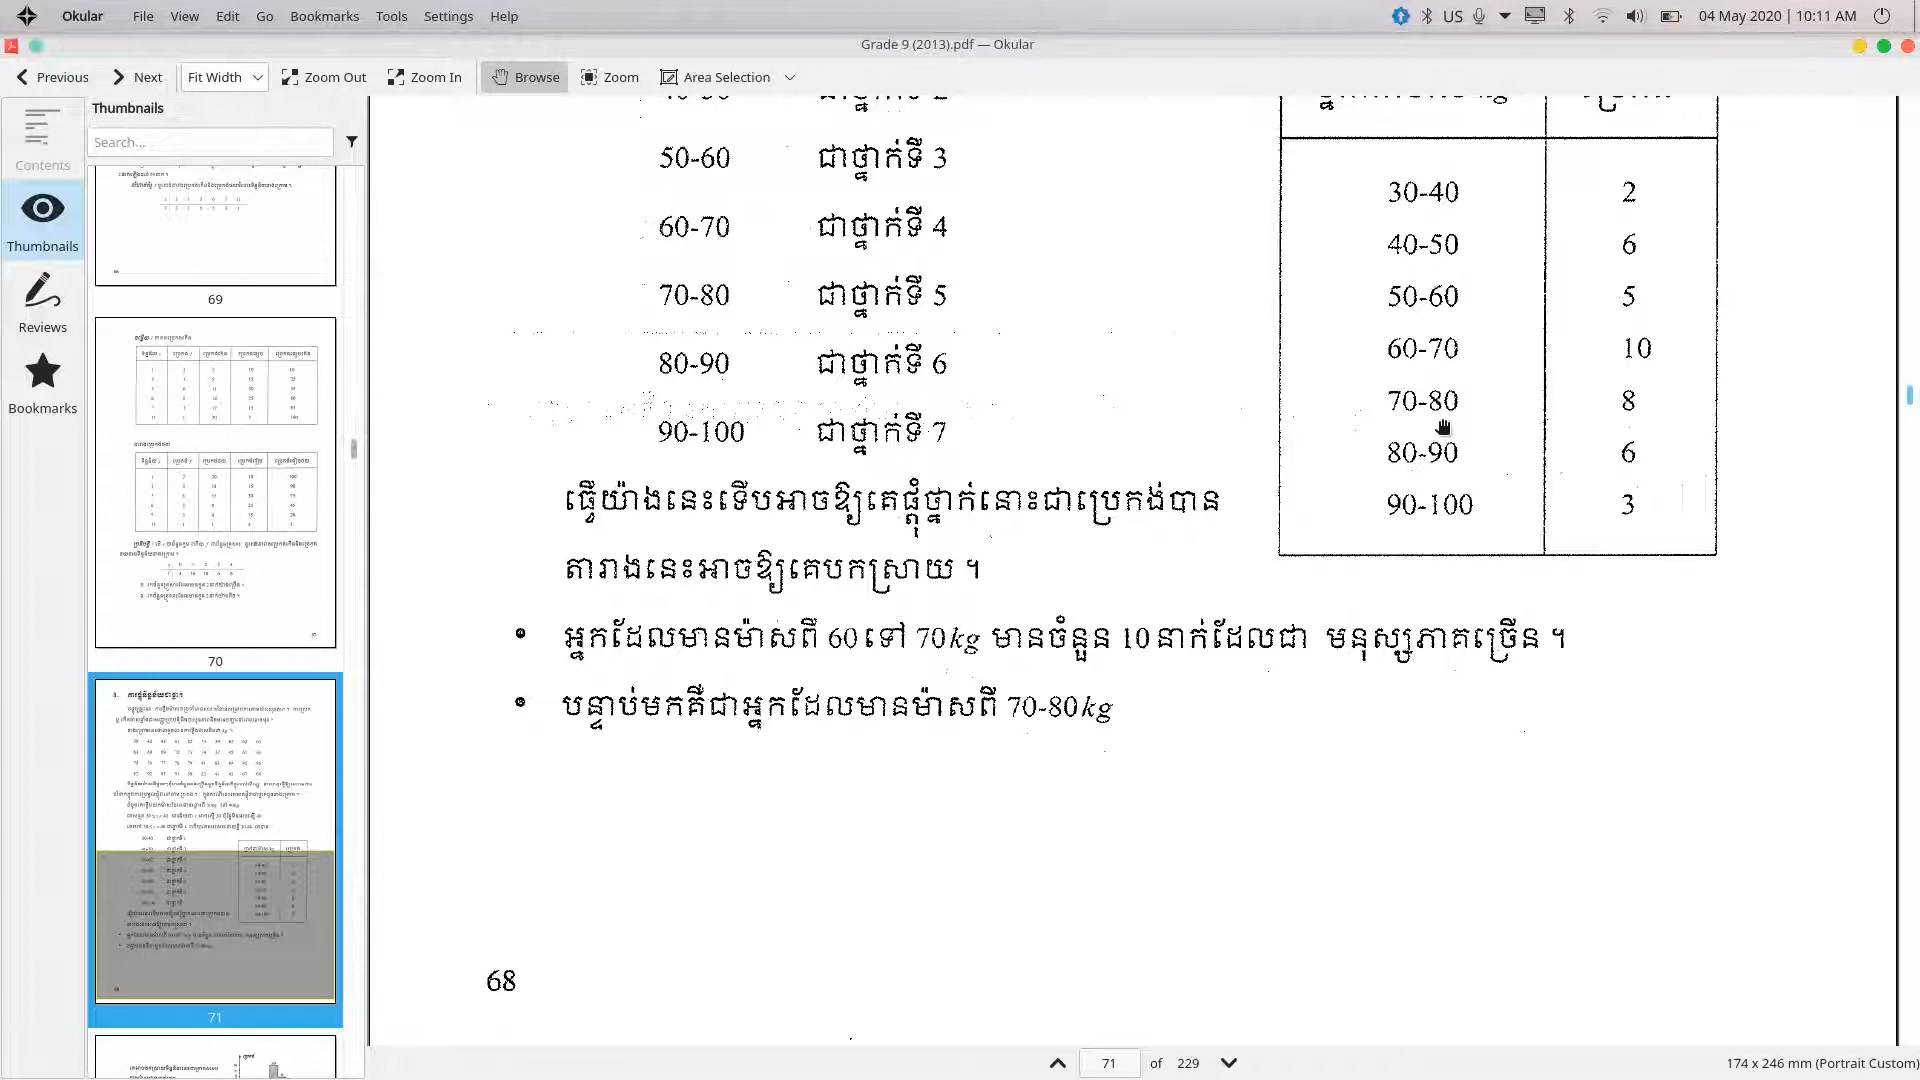 Okular File View Edit Go Bookmarks Tools Settings Help US 04 May 2020 | 10:11 AM
Grade 9 (2013).pdf — Okular
Previous Next Fit Width Zoom Out Zoom In Browse Zoom Area Selection
Thumbnails
Search...
Contents
Thumbnails
Reviews
Bookmarks
69
70
71
50-60 ជាថ្នាក់ទី 3
60-70 ជាថ្នាក់ទី 4
70-80 ជាថ្នាក់ទី 5
80-90 ជាថ្នាក់ទី 6
90-100 ជាថ្នាក់ទី 7
30-40 2
40-50 6
50-60 5
60-70 10
70-80 8
80-90 6
90-100 3
ធ្វើយ៉ាងនេះទើបអាចឱ្យគេផ្តុំថ្នាក់នោះជាប្រេកង់បាន
តារាងនេះអាចឱ្យគេបកស្រាយ ។
• អ្នកដែលមានម៉ាសពី 60 ទៅ 70kg មានចំនួន 10 នាក់ដែលជា មនុស្សភាគច្រើន ។
• បន្ទាប់មកគឺជាអ្នកដែលមានម៉ាសពី 70-80kg
68
71 of 229
174 x 246 mm (Portrait Custom)